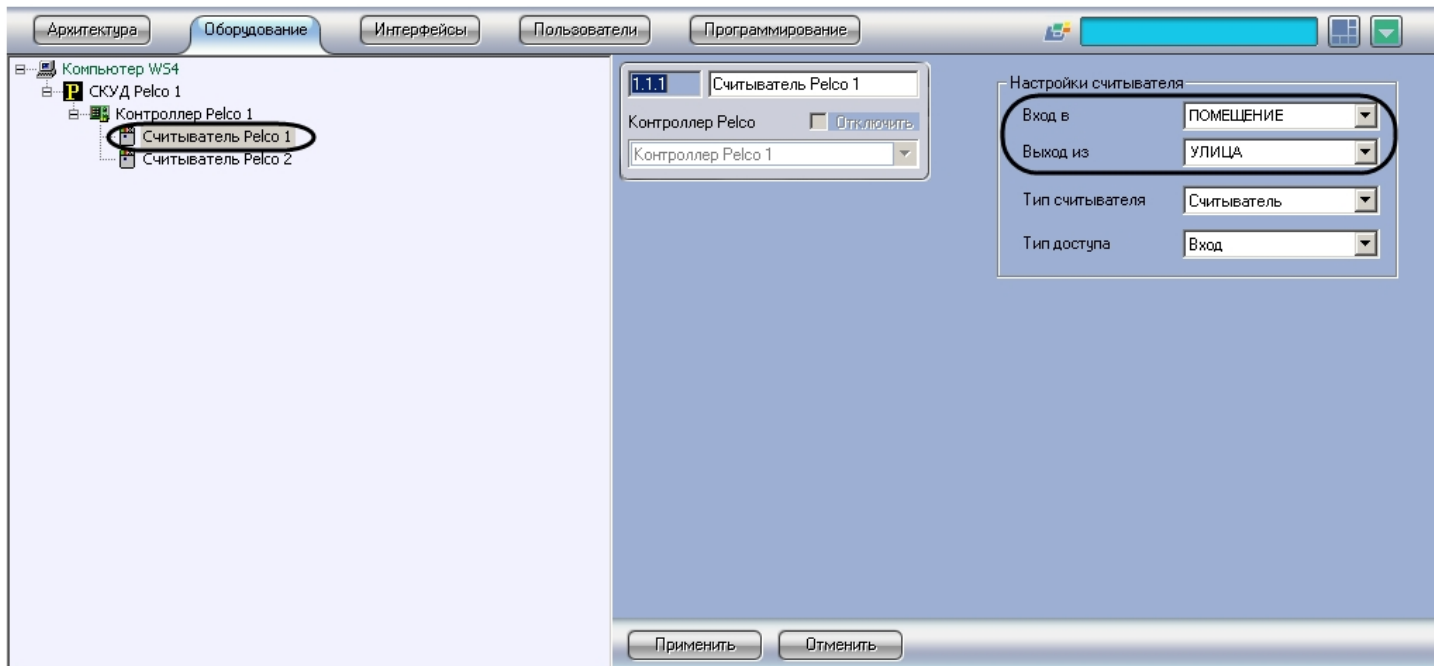 Архитектура Оборудование Интерфейсы Пользователи Программирование
Компьютер WS4
P СКУД Pelco 1
Контроллер Pelco 1
Считыватель Pelco 1
Считыватель Pelco 2
1.1.1 Считыватель Pelco 1
Контроллер Pelco Отключить
Контроллер Pelco 1
Настройки считывателя
Вход в ПОМЕЩЕНИЕ
Выход из УЛИЦА
Тип считывателя Считыватель
Тип доступа Вход
Применить Отменить